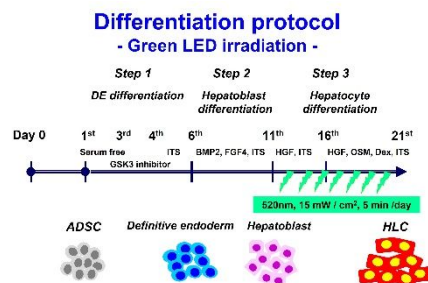 Differentiation protocol
- Green LED irradiation -
Step 1 Step 2 Step 3
DE differentiation Hepatoblast differentiation Hepatocyte differentiation
Day 0 1st 3rd 4th 6th 11th 16th 21st
Serum free ITS BMP2, FGF4, ITS HGF, ITS HGF, OSM, Dex, ITS
GSK3 inhibitor
520nm, 15 mW / cm2, 5 min /day
ADSC Definitive endoderm Hepatoblast HLC